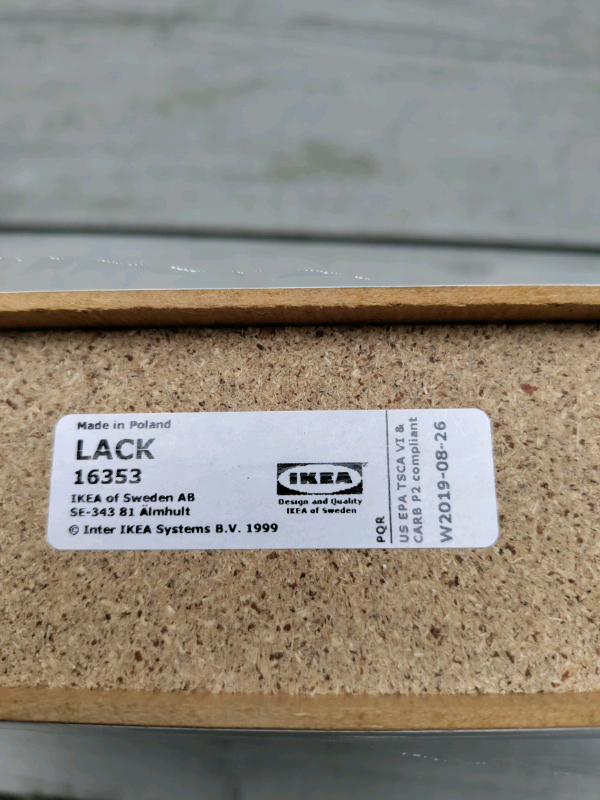 Made in Poland
LACK
16353
IKEA of Sweden AB
SE-343 81 Älmhult
© Inter IKEA Systems B.V. 1999
IKEA
Design and Quality
IKEA of Sweden
PQR
US EPA TSCA VI &
CARB P2 compliant
W2019-08-26